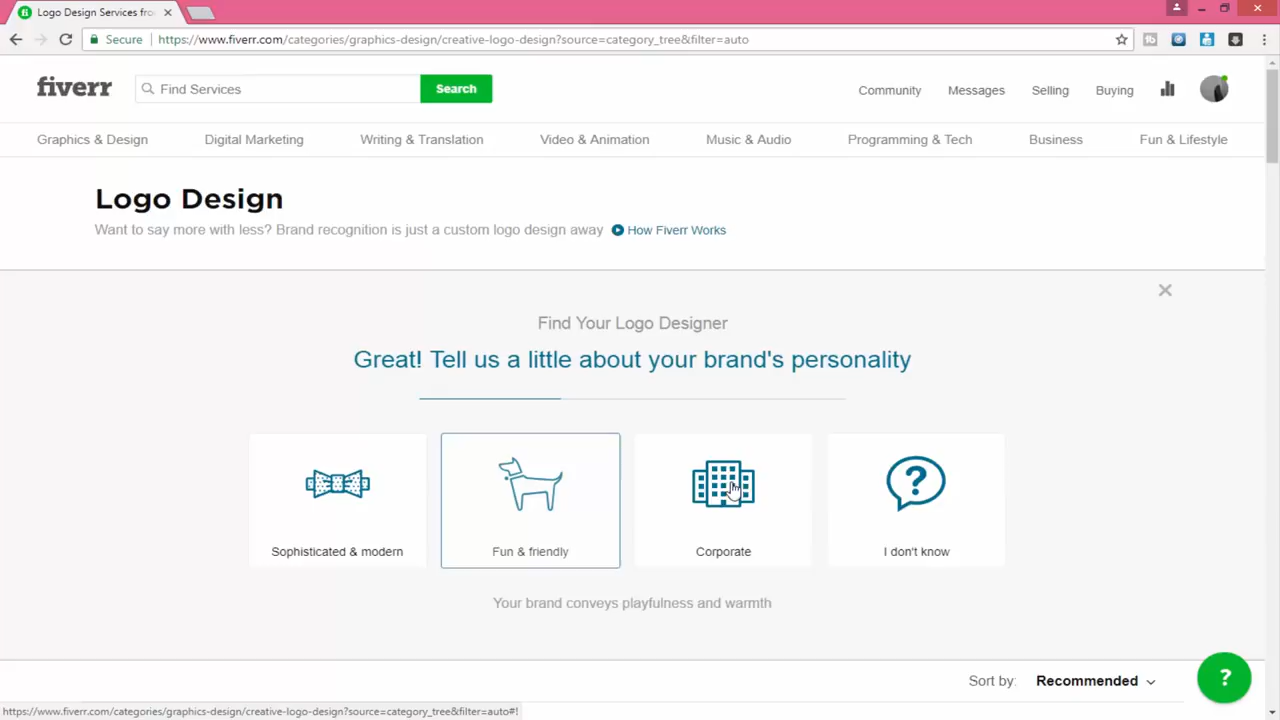 Logo Design Services fro
Secure
https://www.fiverr.com/categories/graphics-design/creative-logo-design?source=category_tree&filter=auto
fiverr
Find Services
Search
Community
Messages
Selling
Buying
Graphics & Design
Digital Marketing
Writing & Translation
Video & Animation
Music & Audio
Programming & Tech
Business
Fun & Lifestyle
Logo Design
Want to say more with less? Brand recognition is just a custom logo design away
How Fiverr Works
Find Your Logo Designer
Great! Tell us a little about your brand's personality
Sophisticated & modern
Fun & friendly
Corporate
?
I don't know
Your brand conveys playfulness and warmth
Sort by: Recommended
?
https://www.fiverr.com/categories/graphics-design/creative-logo-design?source=category_tree&filter=auto#!